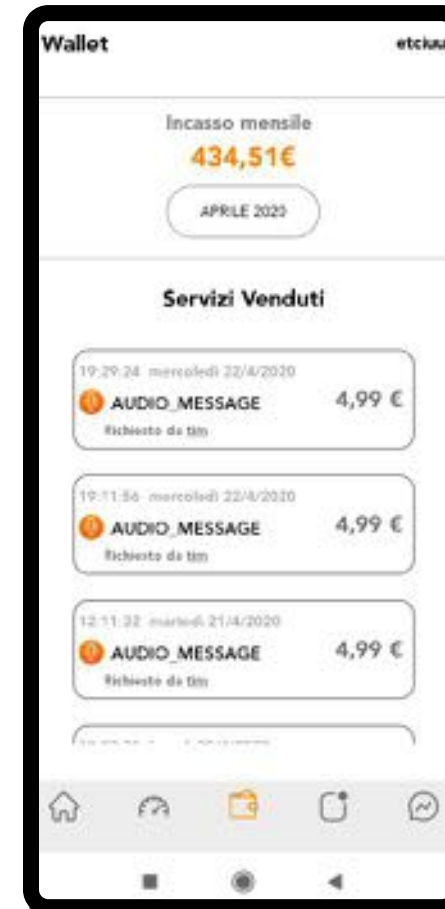 Wallet
etciuu
Incasso mensile
434,51€
APRILE 2020
Servizi Venduti
19:29:24 mercoledì 22/4/2020
AUDIO_MESSAGE 4,99 €
Richiesto da tim
19:11:56 mercoledì 22/4/2020
AUDIO_MESSAGE 4,99 €
Richiesto da tim
12:11:32 martedì 21/4/2020
AUDIO_MESSAGE 4,99 €
Richiesto da tim